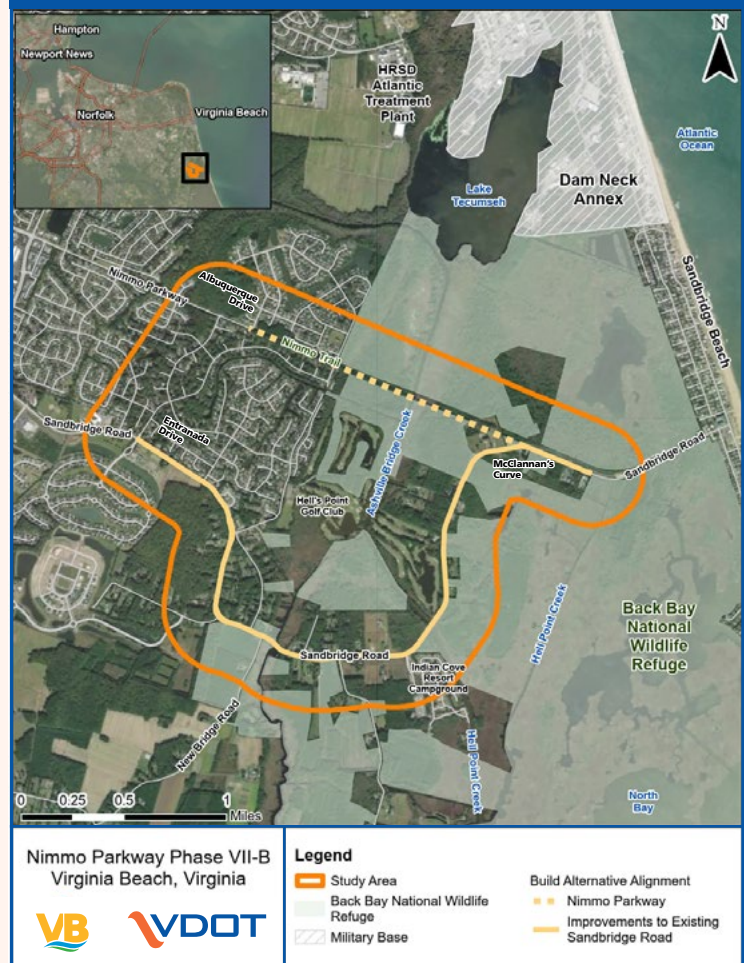 Hampton
Newport News
Norfolk
Virginia Beach
N
HRSD
Atlantic
Treatment
Plant
Atlantic
Ocean
Lake
Tecumseh
Dam Neck
Annex
Sandbridge Beach
Nimmo Parkway
Albuquerque
Drive
Nimmo Trail
Sandbridge Road
Entranada
Drive
Ashville Bridge Creek
McClannan's
Curve
Sandbridge Road
Hell's Point
Golf Club
Hell Point Creek
Back Bay
National
Wildlife
Refuge
Sandbridge Road
Indian Cove
Resort
Campground
New Bridge Road
Hell Point Creek
North
Bay
0 0.25 0.5 1
Miles
Nimmo Parkway Phase VII-B
Virginia Beach, Virginia
VB
VDOT
Legend
Study Area
Back Bay National Wildlife
Refuge
Military Base
Build Alternative Alignment
Nimmo Parkway
Improvements to Existing
Sandbridge Road